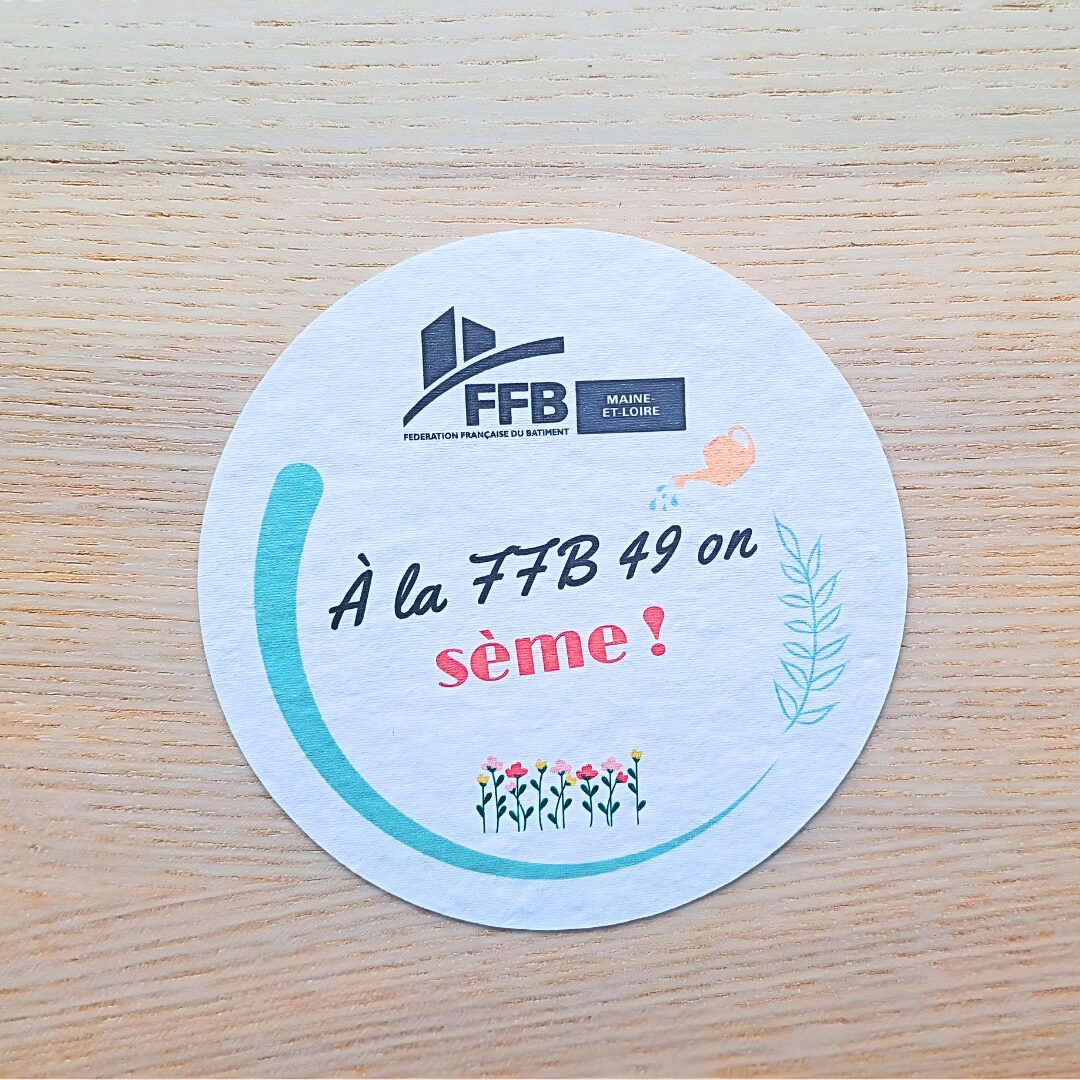 FFB
FEDERATION FRANÇAISE DU BATIMENT
MAINE-
ET-LOIRE
À la FFB 49 on
sème !